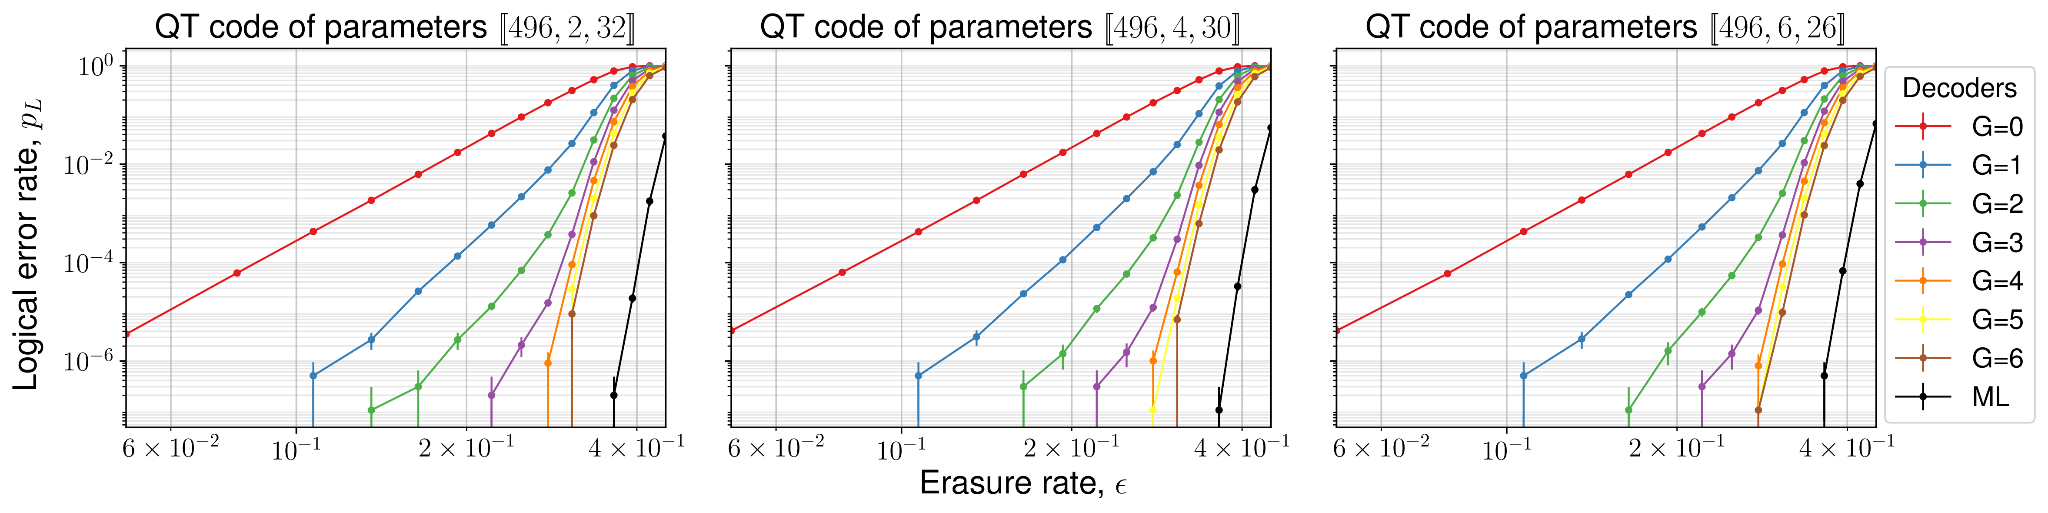 QT code of parameters ⟦496, 2, 32⟧
QT code of parameters ⟦496, 4, 30⟧
QT code of parameters ⟦496, 6, 26⟧
Logical error rate, p_L
10^0
10^−2
10^−4
10^−6
6 × 10^−2
10^−1
2 × 10^−1
4 × 10^−1
6 × 10^−2
10^−1
2 × 10^−1
4 × 10^−1
6 × 10^−2
10^−1
2 × 10^−1
4 × 10^−1
Erasure rate, ϵ
Decoders
G=0
G=1
G=2
G=3
G=4
G=5
G=6
ML